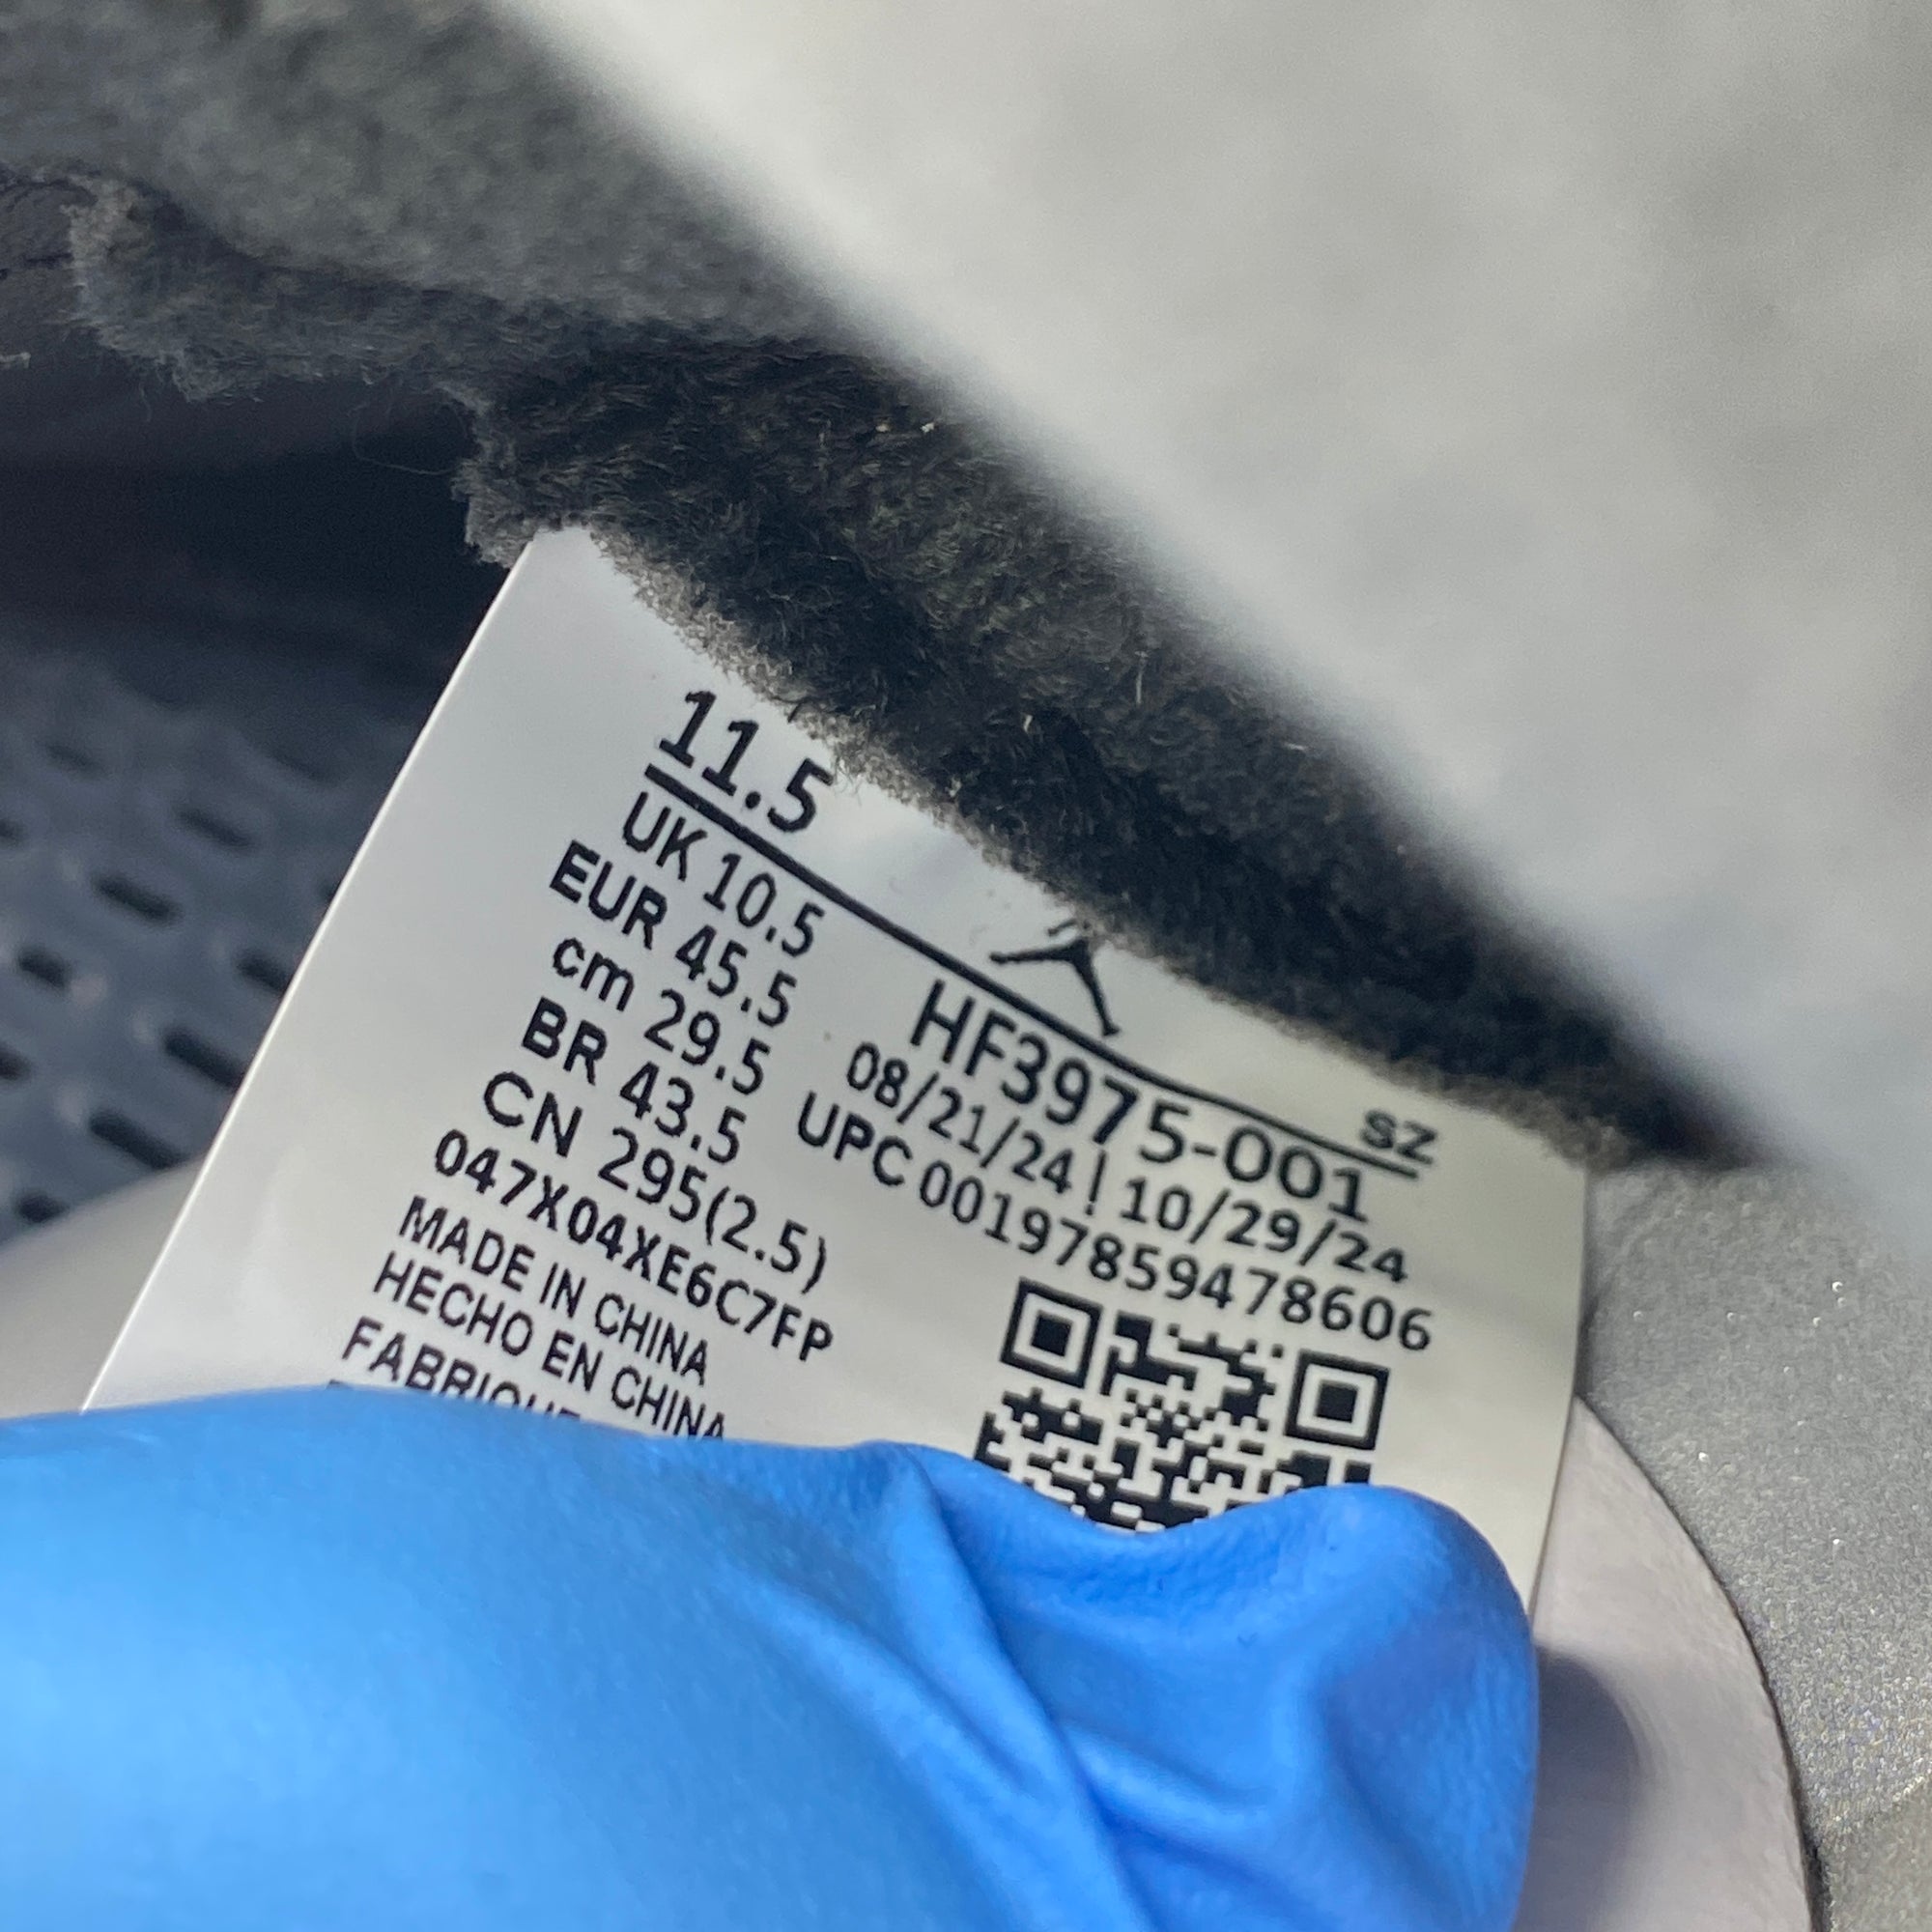 11.5
UK 10.5
EUR 45.5
cm 29.5
BR 43.5
CN 295(2.5)
047X04XE6C7FP
MADE IN CHINA
HECHO EN CHINA
FABRIQUE
SZ
HF3975-001
08/21/24 | 10/29/24
UPC 00197859478606